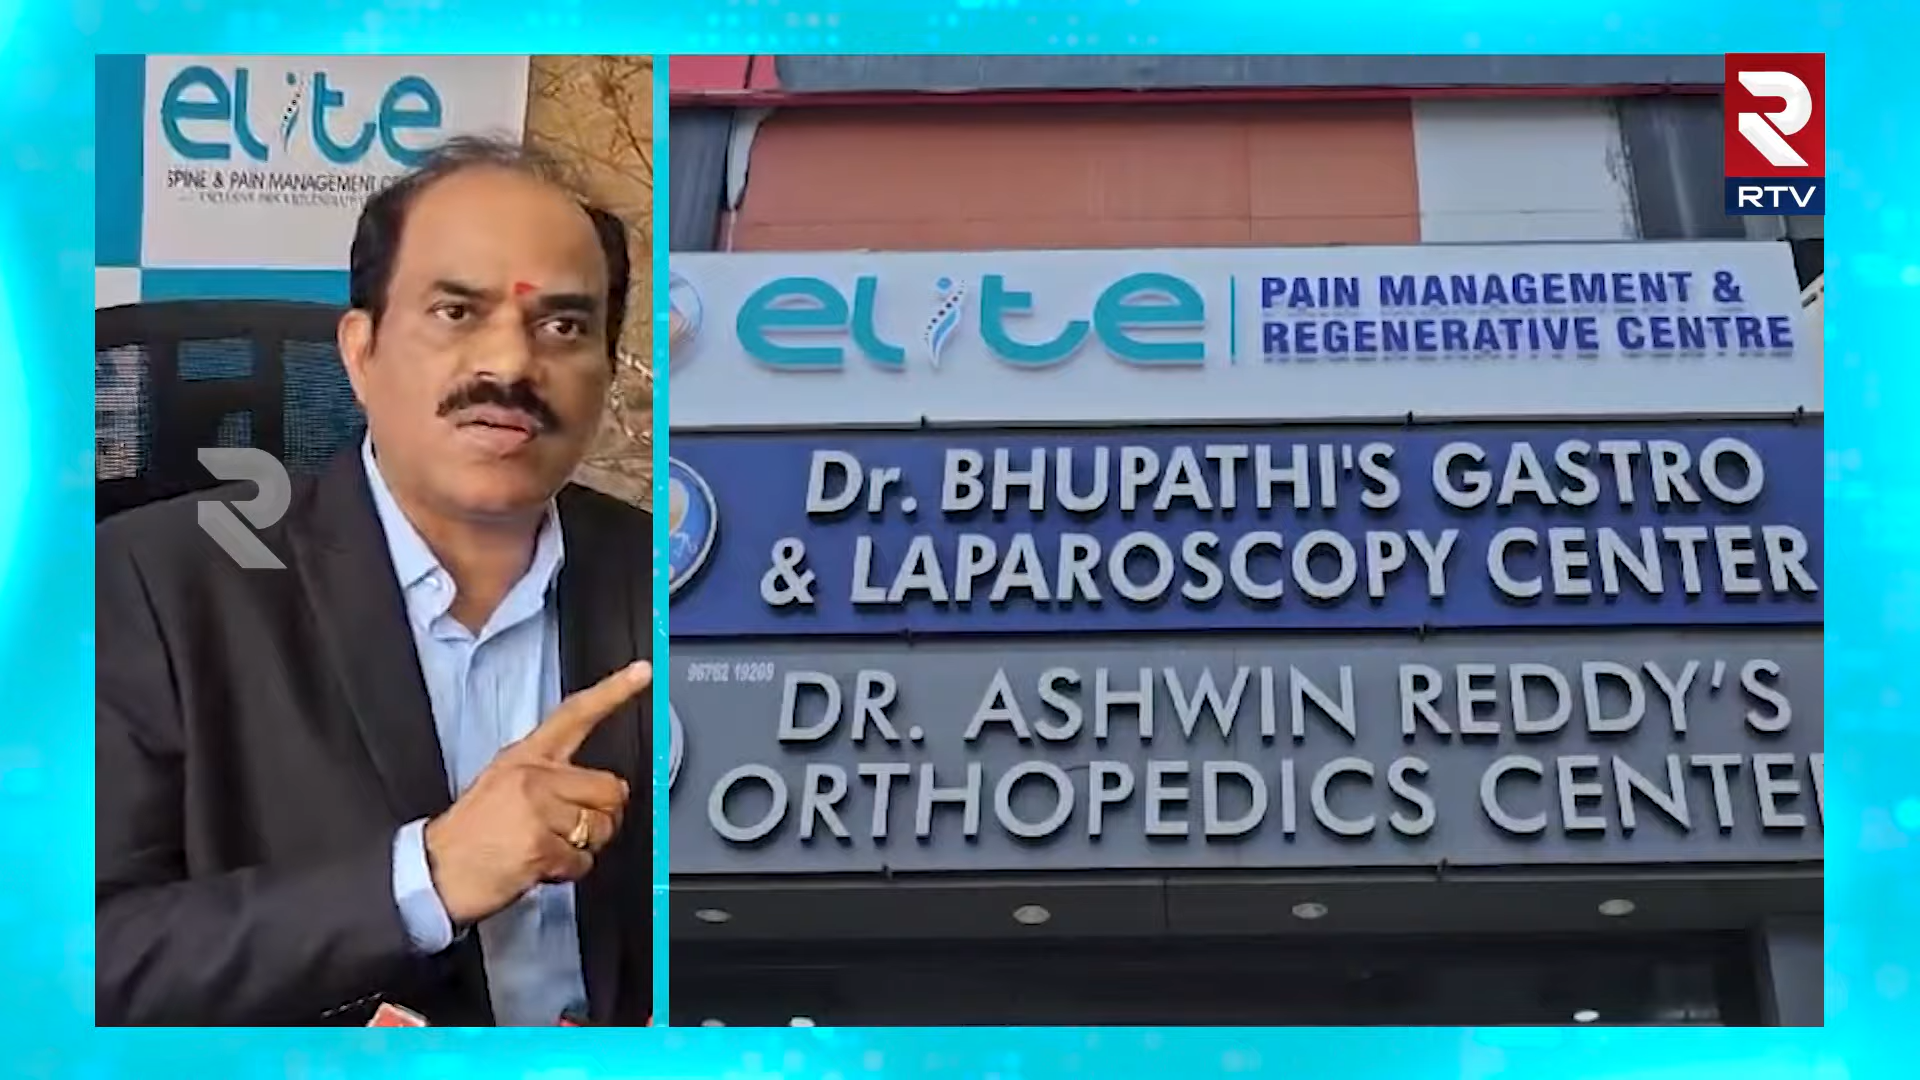 elite
SPINE & PAIN MANAGEMENT
RTV
elite
PAIN MANAGEMENT &
REGENERATIVE CENTRE
Dr. BHUPATHI'S GASTRO
& LAPAROSCOPY CENTER
96762 19269
DR. ASHWIN REDDY'S
ORTHOPEDICS CENTE